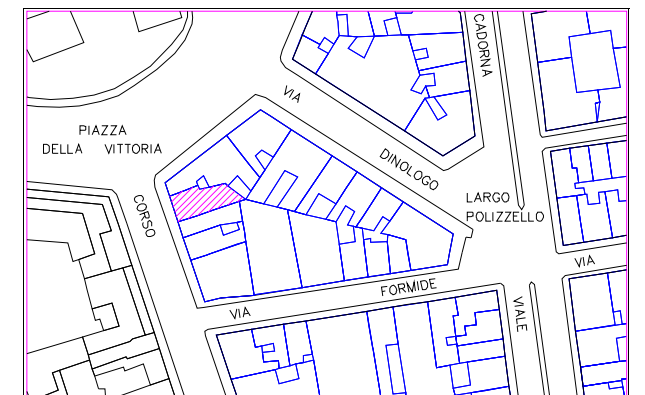 CADORNA
VIA
PIAZZA
DELLA VITTORIA
DINOLOGO
CORSO
LARGO
POLIZZELLO
VIA
FORMIDE
VIA
VIALE